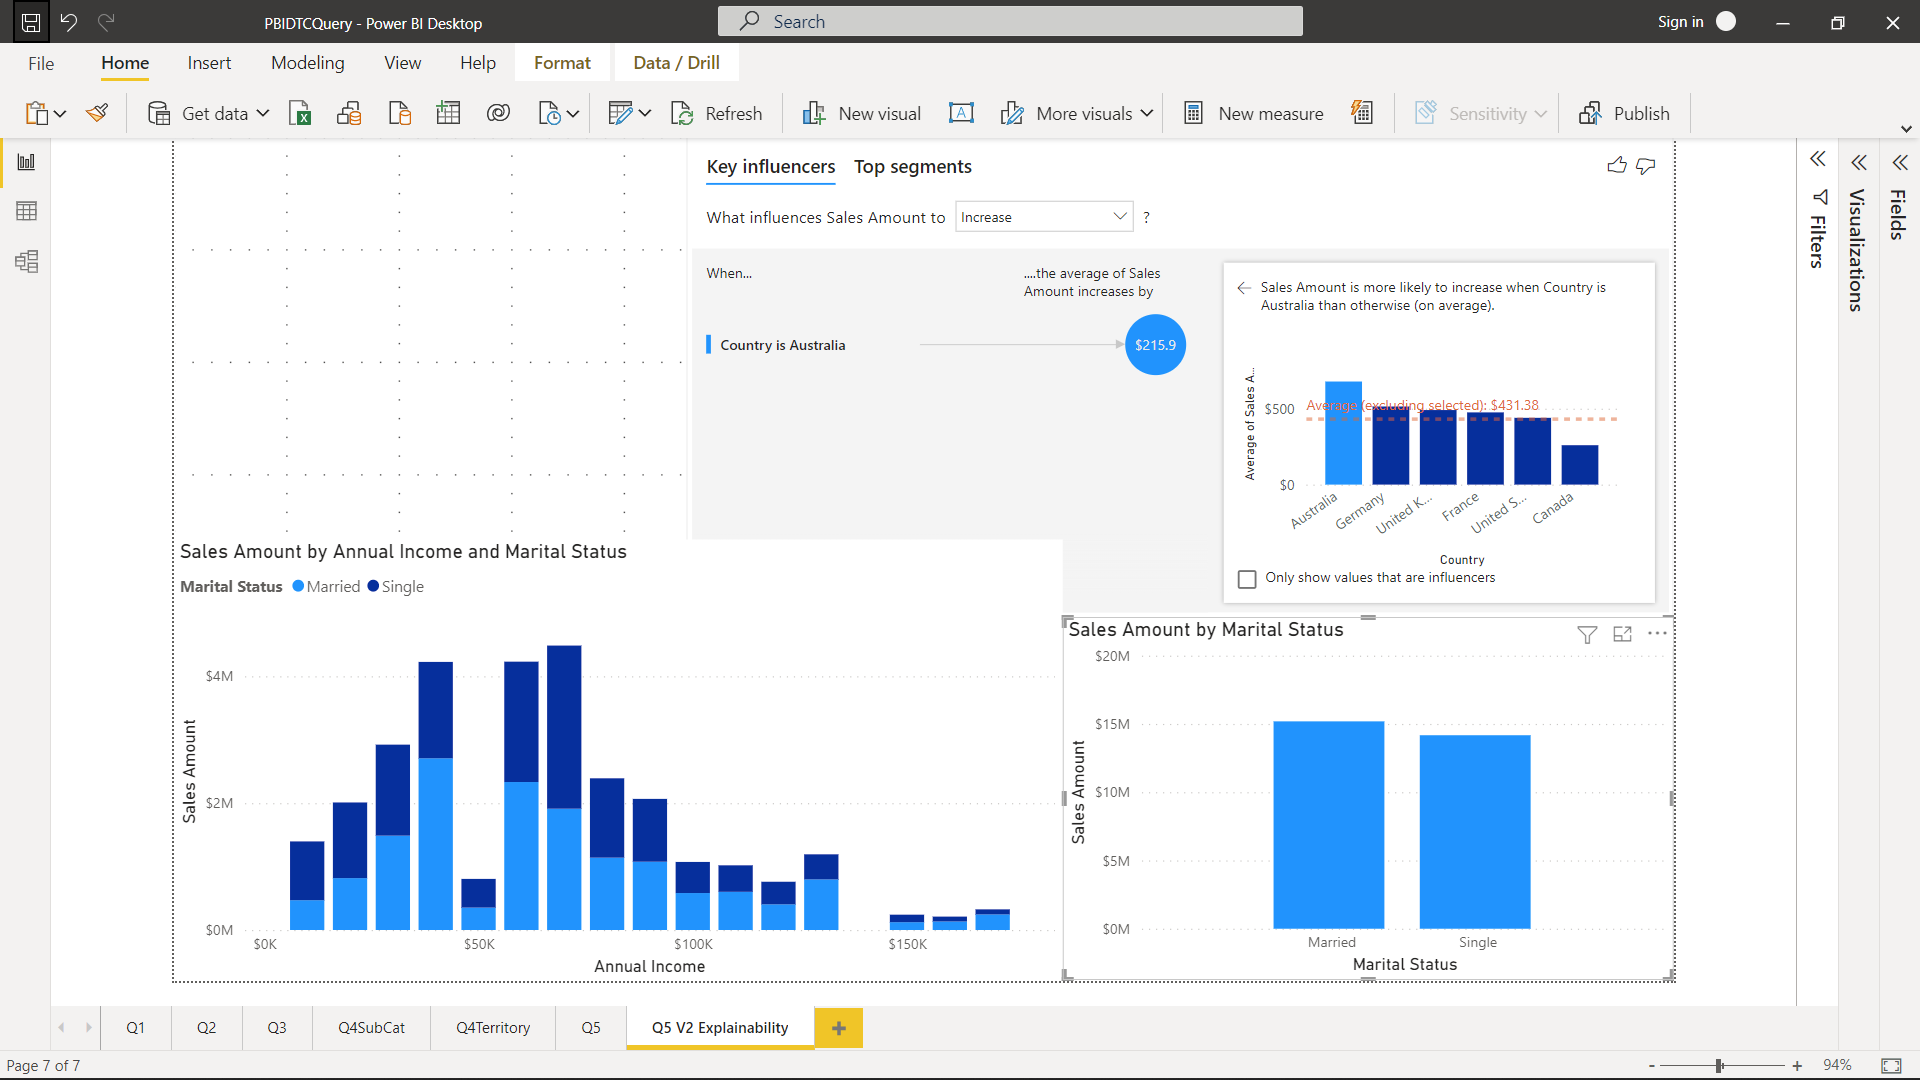 PBIDTCQuery - Power BI Desktop
Search
Sign in
File Home Insert Modeling View Help Format Data / Drill
Get data Refresh New visual More visuals New measure Sensitivity Publish
Key influencers Top segments
What influences Sales Amount to Increase ?
When...
....the average of Sales
Amount increases by
Country is Australia
$215.9
Sales Amount is more likely to increase when Country is
Australia than otherwise (on average).
Average of Sales A...
Average (excluding selected): $431.38
$500
$0
Australia
Germany
United K...
France
United S...
Canada
Country
Only show values that are influencers
Filters
Visualizations
Fields
Sales Amount by Annual Income and Marital Status
Marital Status Married Single
Sales Amount
$4M
$2M
$0M
$0K $50K $100K $150K
Annual Income
Sales Amount by Marital Status
Sales Amount
$20M
$15M
$10M
$5M
$0M
Married Single
Marital Status
Q1 Q2 Q3 Q4SubCat Q4Territory Q5 Q5 V2 Explainability +
Page 7 of 7
- + 94%